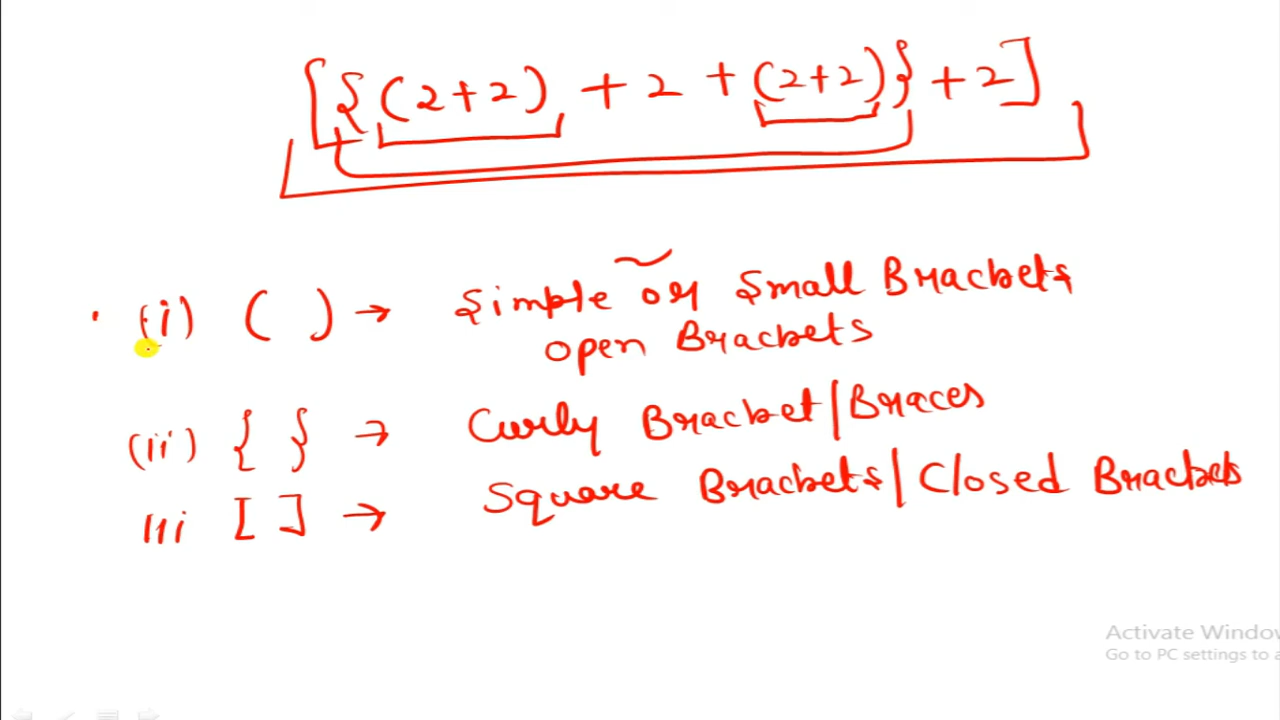 [{(2+2) + 2 + (2+2)} + 2]
(i) ( ) → Simple or Small Brackets
open Brackets
(ii) { } → Curly Bracket/Braces
iii [ ] → Square Brackets/Closed Brackets
Activate Window
Go to PC settings to a